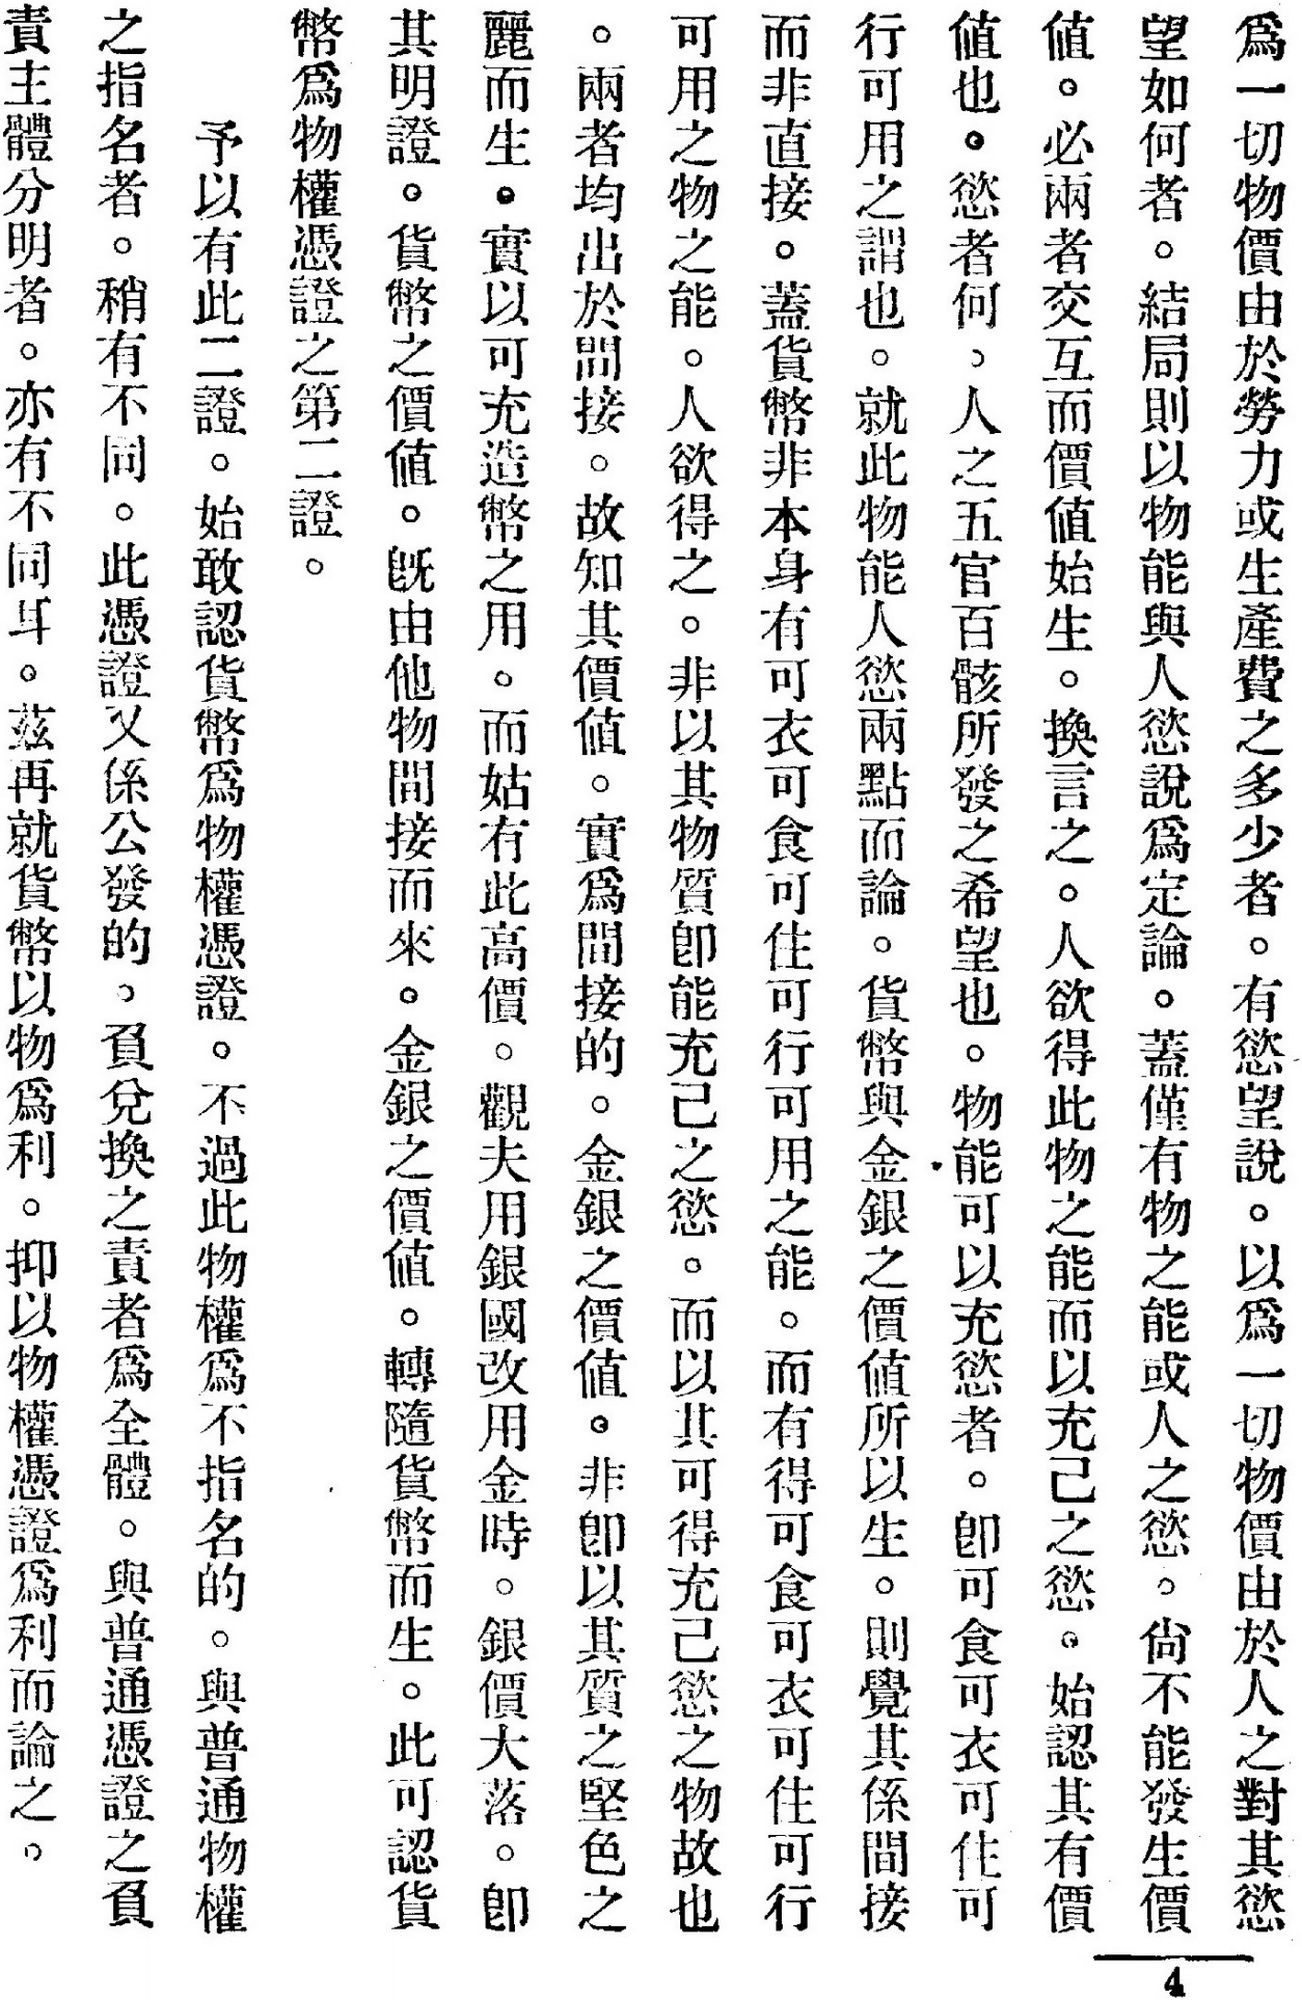 爲一切物價由於勞力或生產費之多少者。有慾望說。以爲一切物價由於人之對其慾
望如何者。結局則以物能與人慾說爲定論。蓋僅有物之能或人之慾。尙不能發生價
値。必兩者交互而價値始生。換言之。人欲得此物之能而以充己之慾。始認其有價
値也。慾者何。人之五官百骸所發之希望也。物能可以充慾者。卽可食可衣可住可
行可用之謂也。就此物能人慾兩點而論。貨幣與金銀之價値所以生。則覺其係間接
而非直接。蓋貨幣非本身有可衣可食可住可行可用之能。而有得可食可衣可住可行
可用之物之能。人欲得之。非以其物質卽能充己之慾。而以其可得充己慾之物故也
。兩者均出於間接。故知其價値。實爲間接的。金銀之價値。非卽以其質之堅色之
麗而生。實以可充造幣之用。而姑有此高價。觀夫用銀國改用金時。銀價大落。卽
其明證。貨幣之價値。旣由他物間接而來。金銀之價値。轉隨貨幣而生。此可認貨
幣爲物權憑證之第二證。
予以有此二證。始敢認貨幣爲物權憑證。不過此物權爲不指名的。與普通物權
之指名者。稍有不同。此憑證又係公發的。負兌換之責者爲全體。與普通憑證之負
責主體分明者。亦有不同耳。茲再就貨幣以物爲利。抑以物權憑證爲利而論之。
4